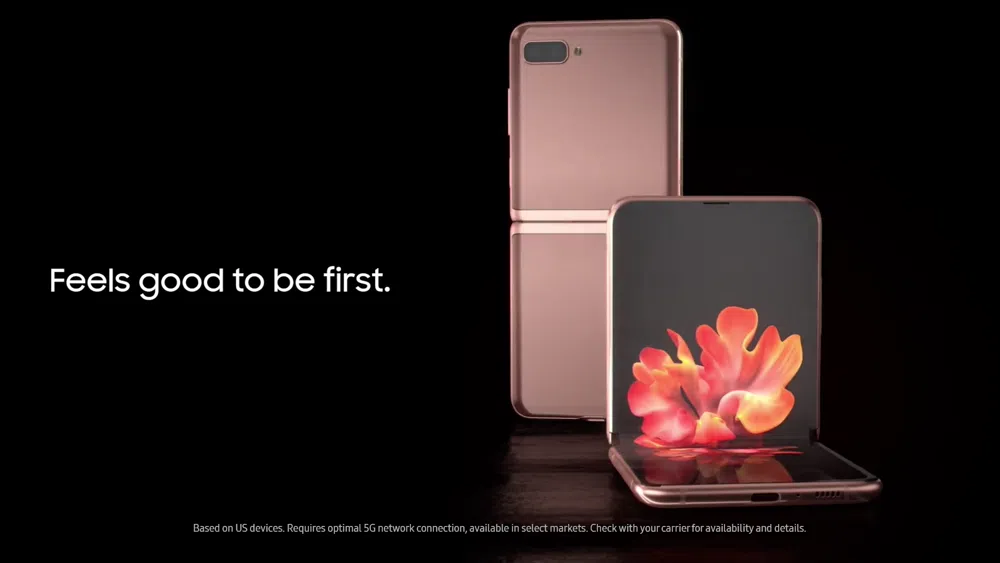 Feels good to be first.
Based on US devices. Requires optimal 5G network connection, available in select markets. Check with your carrier for availability and details.